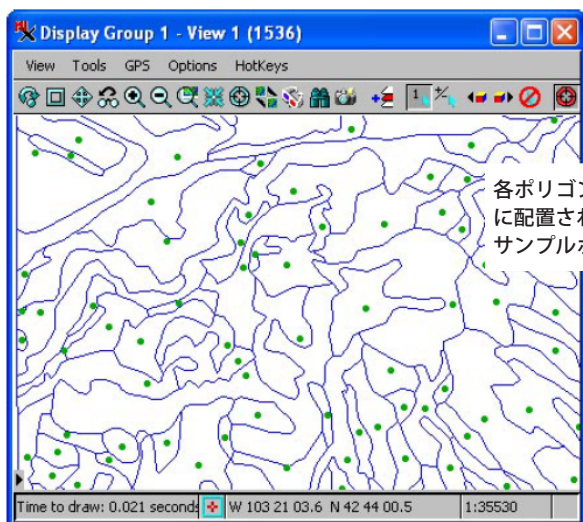 Display Group 1 - View 1 (1536)
View Tools GPS Options HotKeys
各ポリゴン
に配置され
サンプル
Time to draw: 0.021 second
W 103 21 03.6 N 42 44 00.5
1:35530